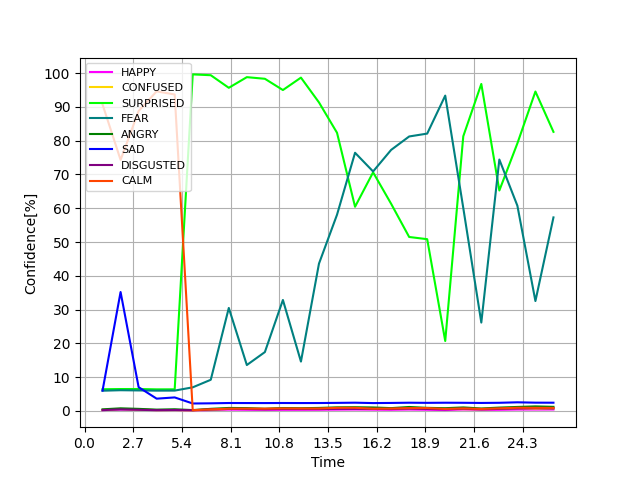 HAPPY
CONFUSED
SURPRISED
FEAR
ANGRY
SAD
DISGUSTED
CALM
Confidence[%]
100
90
80
70
60
50
40
30
20
10
0
0.0 2.7 5.4 8.1 10.8 13.5 16.2 18.9 21.6 24.3
Time